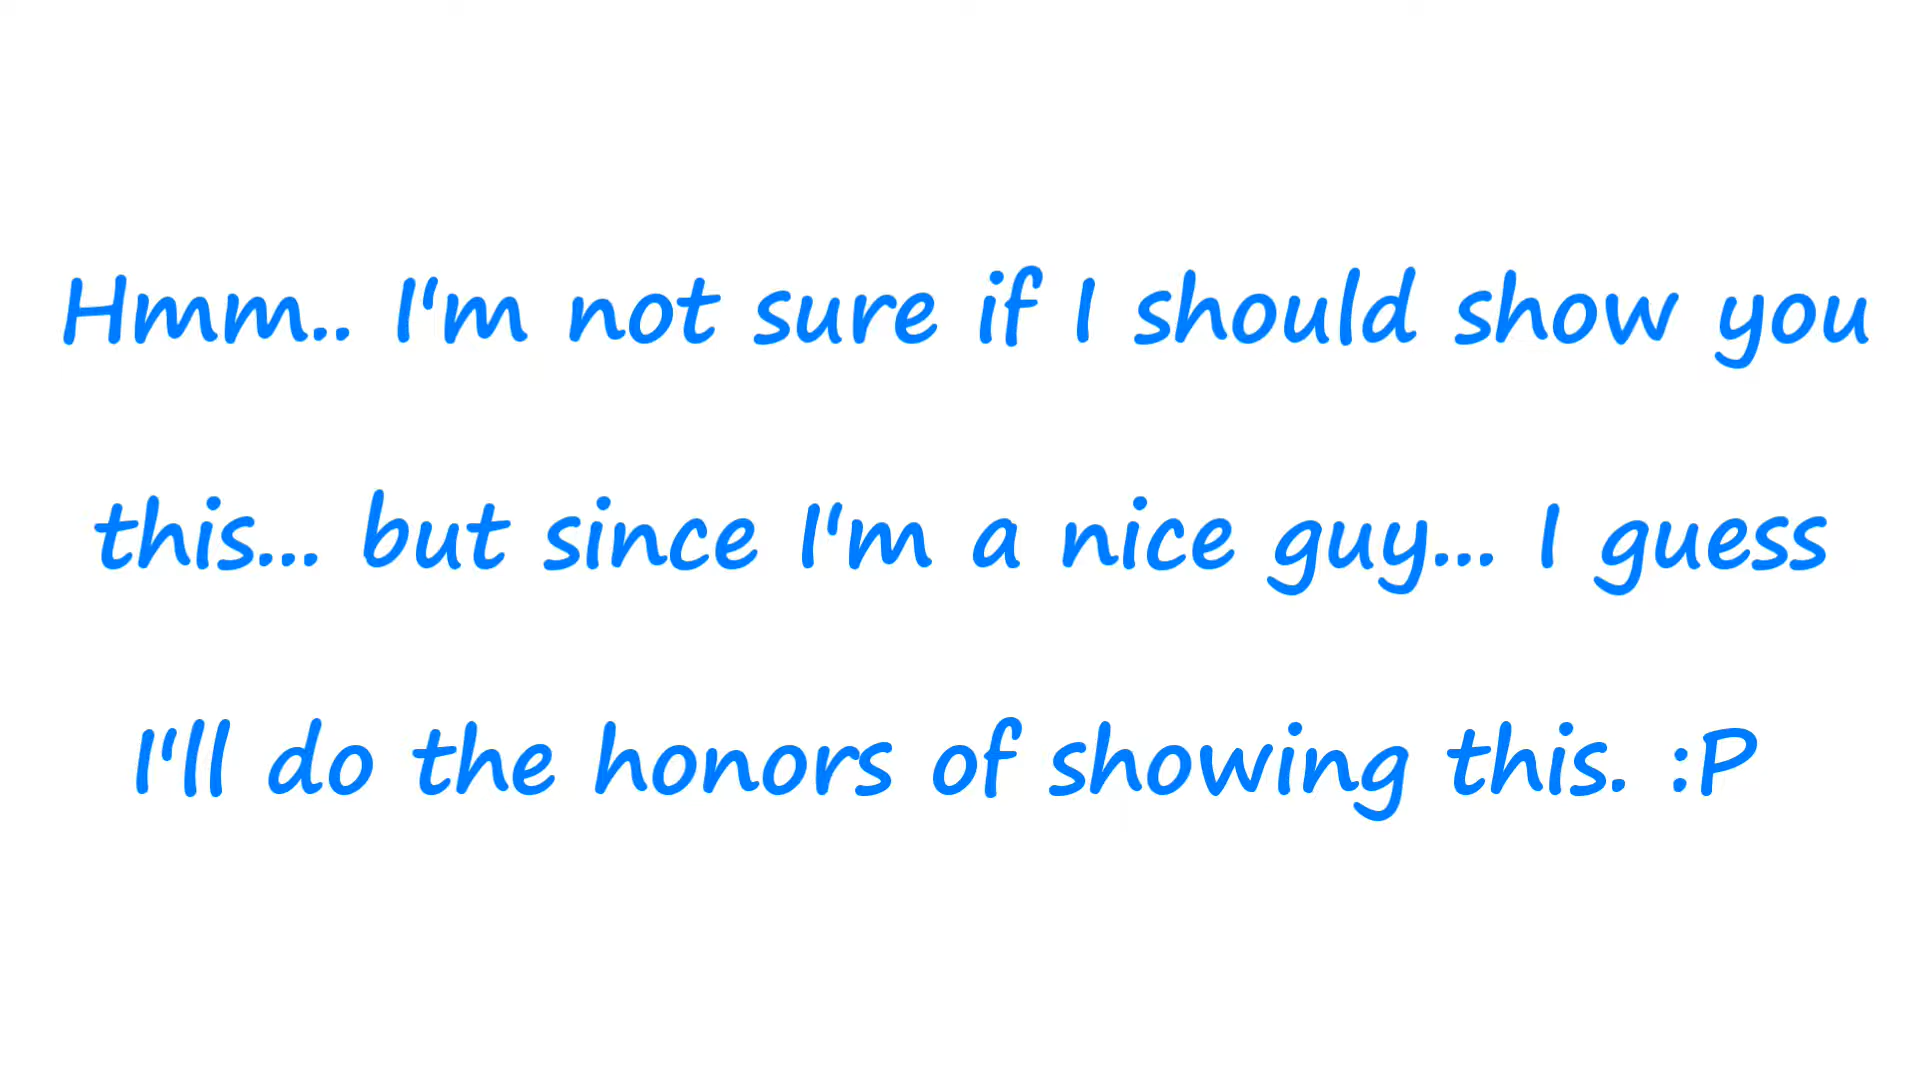 Hmm.. I'm not sure if I should show you
this... but since I'm a nice guy... I guess
I'll do the honors of showing this. :P